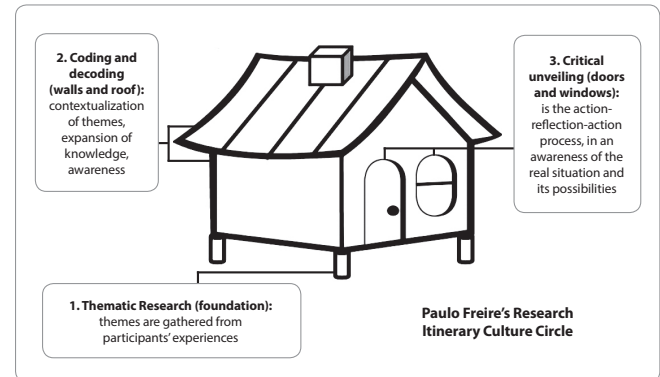 2. Coding and
decoding
(walls and roof):
contextualization
of themes,
expansion of
knowledge,
awareness
3. Critical
unveiling (doors
and windows):
is the action-
reflection-action
process, in an
awareness of the
real situation and
its possibilities
1. Thematic Research (foundation):
themes are gathered from
participants’ experiences
Paulo Freire’s Research
Itinerary Culture Circle